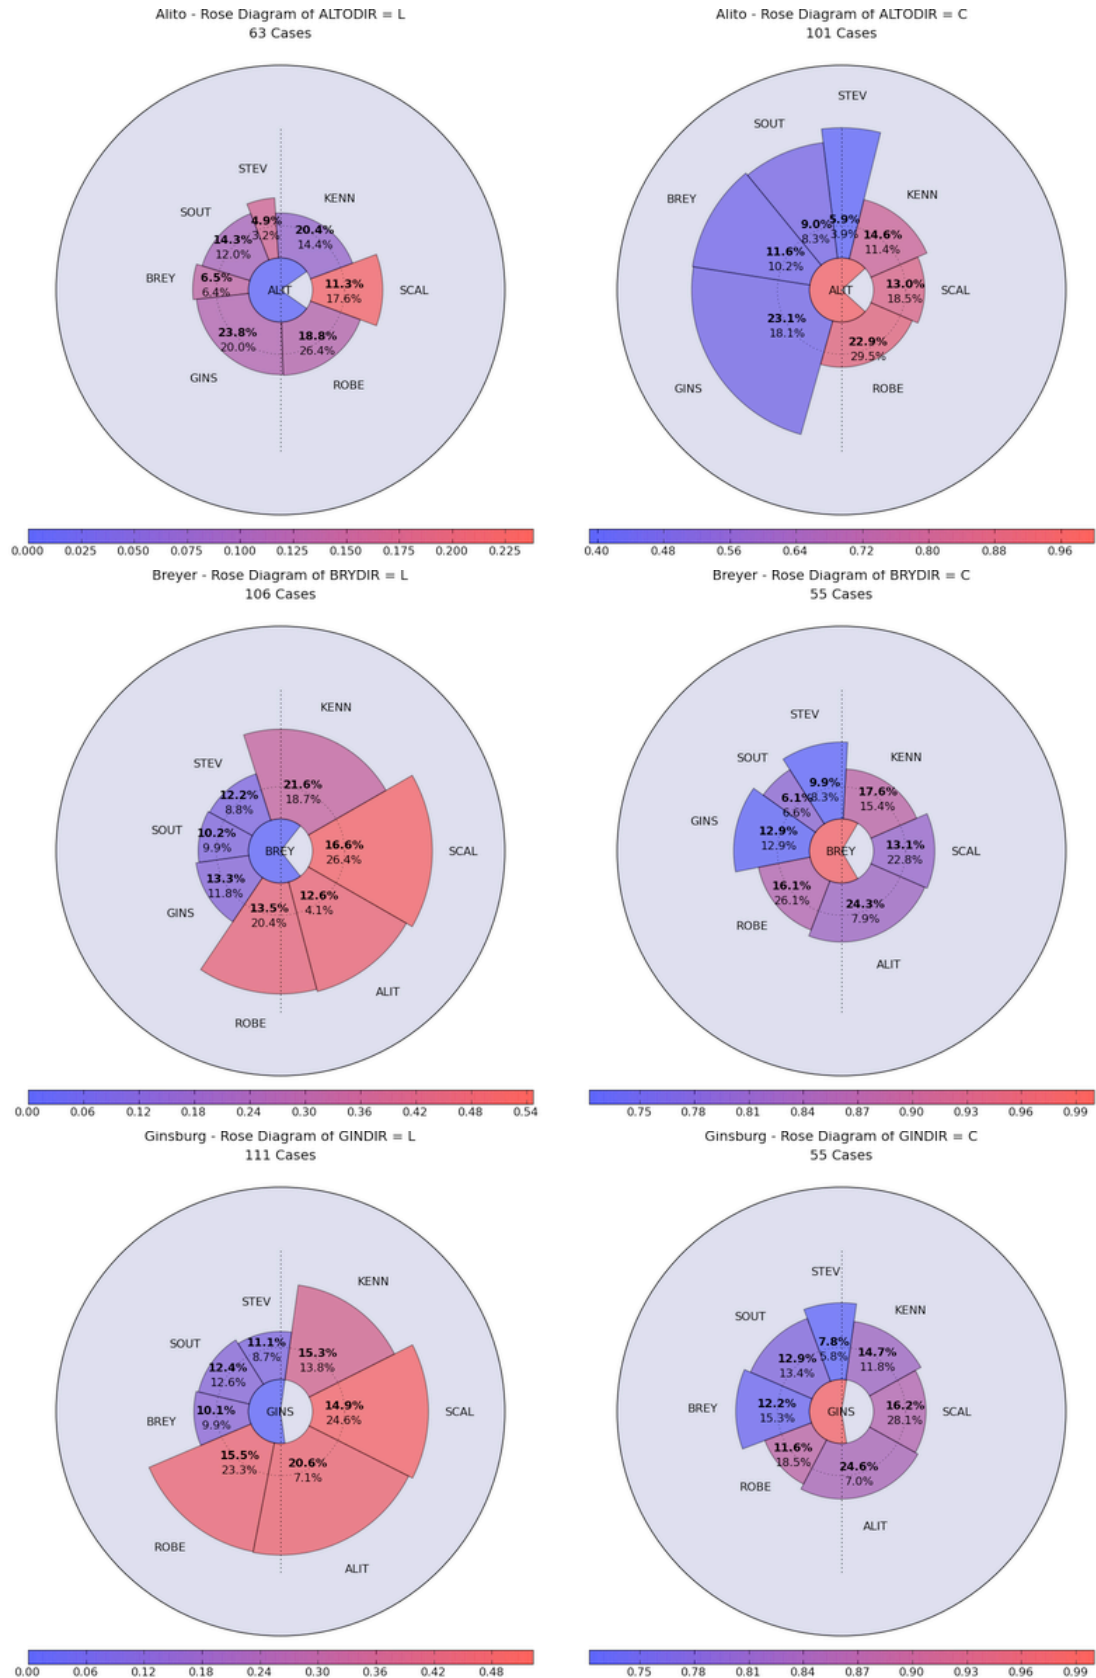 Alito - Rose Diagram of ALTODIR = L
63 Cases
STEV
KENN
SOUT
4.9%
3.2%
20.4%
14.4%
14.3%
12.0%
BREY
6.5%
6.4%
ALIT
11.3%
17.6%
SCAL
23.8%
20.0%
18.8%
26.4%
GINS
ROBE
0.000 0.025 0.050 0.075 0.100 0.125 0.150 0.175 0.200 0.225
Alito - Rose Diagram of ALTODIR = C
101 Cases
STEV
SOUT
BREY
KENN
9.0%
8.3%
5.9%
3.9%
14.6%
11.4%
11.6%
10.2%
ALIT
13.0%
18.5%
SCAL
23.1%
18.1%
22.9%
29.5%
GINS
ROBE
0.40 0.48 0.56 0.64 0.72 0.80 0.88 0.96
Breyer - Rose Diagram of BRYDIR = L
106 Cases
KENN
STEV
21.6%
18.7%
12.2%
8.8%
SOUT
10.2%
9.9%
BREY
16.6%
26.4%
SCAL
13.3%
11.8%
12.6%
4.1%
GINS
13.5%
20.4%
ALIT
ROBE
0.00 0.06 0.12 0.18 0.24 0.30 0.36 0.42 0.48 0.54
Breyer - Rose Diagram of BRYDIR = C
55 Cases
STEV
SOUT
KENN
9.9%
8.3%
6.1%
6.6%
17.6%
15.4%
GINS
12.9%
12.9%
BREY
13.1%
22.8%
SCAL
16.1%
26.1%
24.3%
7.9%
ROBE
ALIT
0.75 0.78 0.81 0.84 0.87 0.90 0.93 0.96 0.99
Ginsburg - Rose Diagram of GINDIR = L
111 Cases
KENN
STEV
SOUT
11.1%
8.7%
15.3%
13.8%
12.4%
12.6%
BREY
10.1%
9.9%
GINS
14.9%
24.6%
SCAL
15.5%
23.3%
20.6%
7.1%
ROBE
ALIT
0.00 0.06 0.12 0.18 0.24 0.30 0.36 0.42 0.48
Ginsburg - Rose Diagram of GINDIR = C
55 Cases
STEV
SOUT
KENN
7.8%
5.8%
12.9%
13.4%
14.7%
11.8%
BREY
12.2%
15.3%
GINS
16.2%
28.1%
SCAL
11.6%
18.5%
24.6%
7.0%
ROBE
ALIT
0.75 0.78 0.81 0.84 0.87 0.90 0.93 0.96 0.99